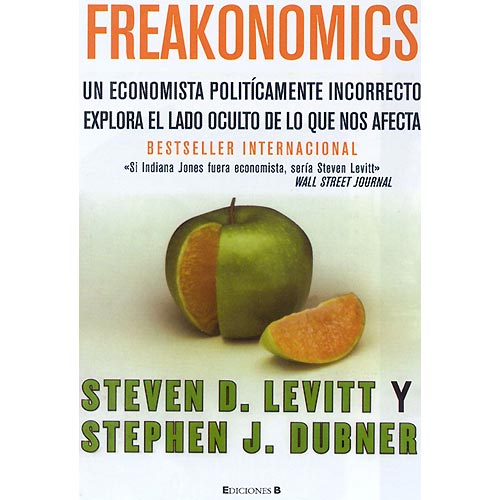 FREAKONOMICS
UN ECONOMISTA POLITÍCAMENTE INCORRECTO
EXPLORA EL LADO OCULTO DE LO QUE NOS AFECTA
BESTSELLER INTERNACIONAL
«Si Indiana Jones fuera economista, sería Steven Levitt»
WALL STREET JOURNAL
STEVEN D. LEVITT Y
STEPHEN J. DUBNER
EDICIONES B